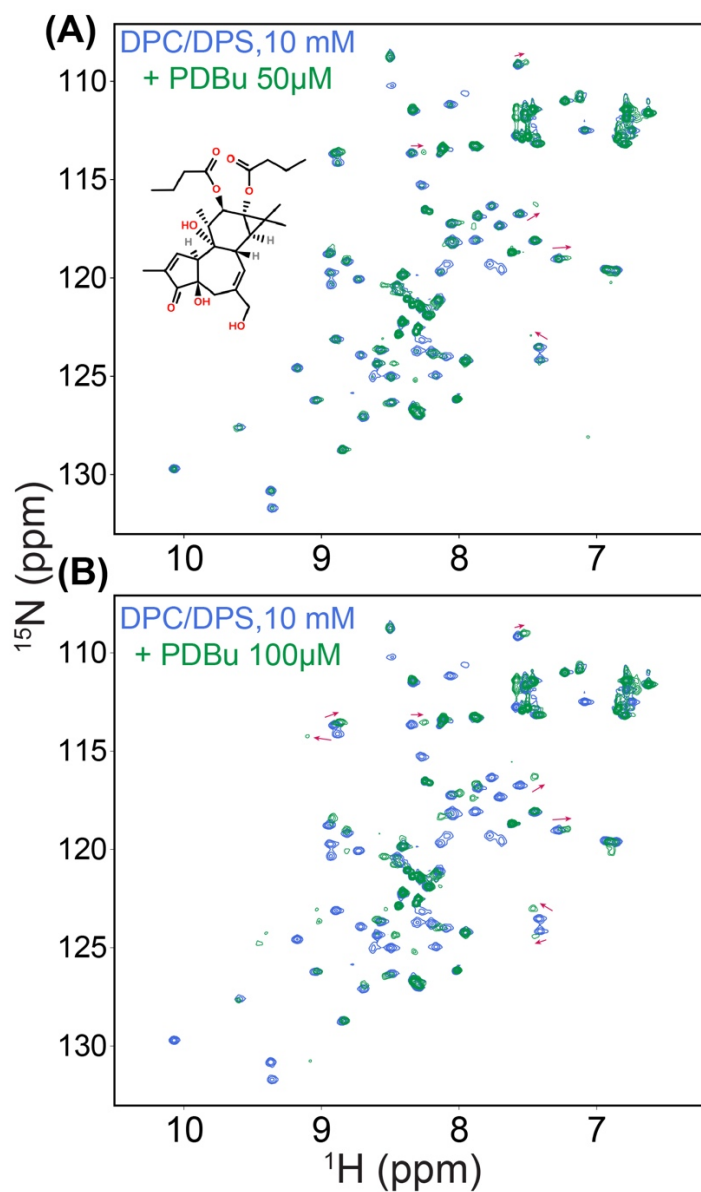 (A)
DPC/DPS,10 mM
+ PDBu 50μM
O
O
O
O
HO
H
H
H
O
OH
HO
110
115
120
125
130
10
9
8
7
(B)
DPC/DPS,10 mM
+ PDBu 100μM
110
115
120
125
130
10
9
8
7
¹⁵N (ppm)
¹H (ppm)